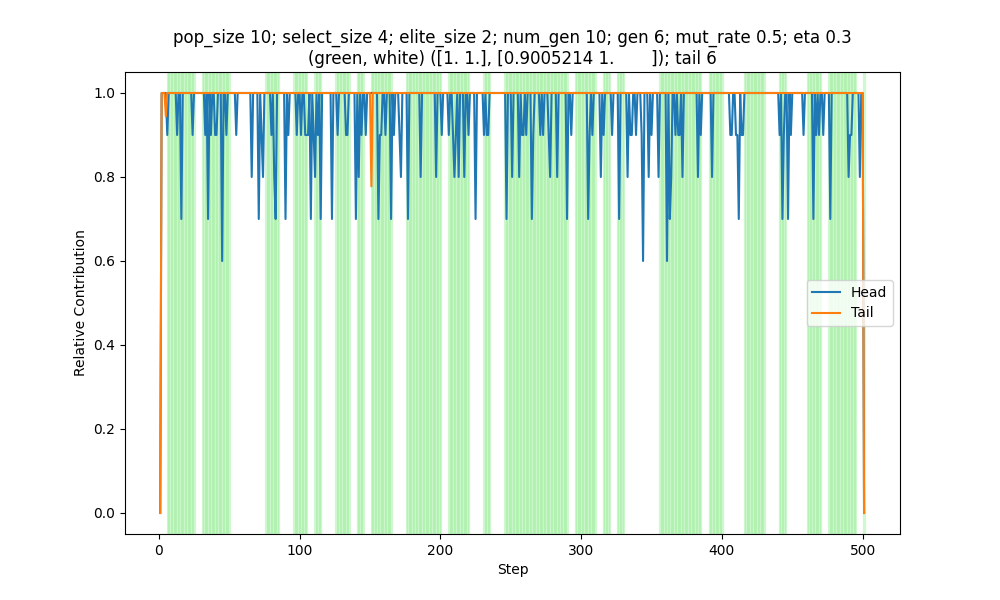 pop_size 10; select_size 4; elite_size 2; num_gen 10; gen 6; mut_rate 0.5; eta 0.3
(green, white) ([1. 1.], [0.9005214 1.        ]); tail 6
1.0
0.8
0.6
0.4
0.2
0.0
Relative Contribution
Head
Tail
0
100
200
300
400
500
Step